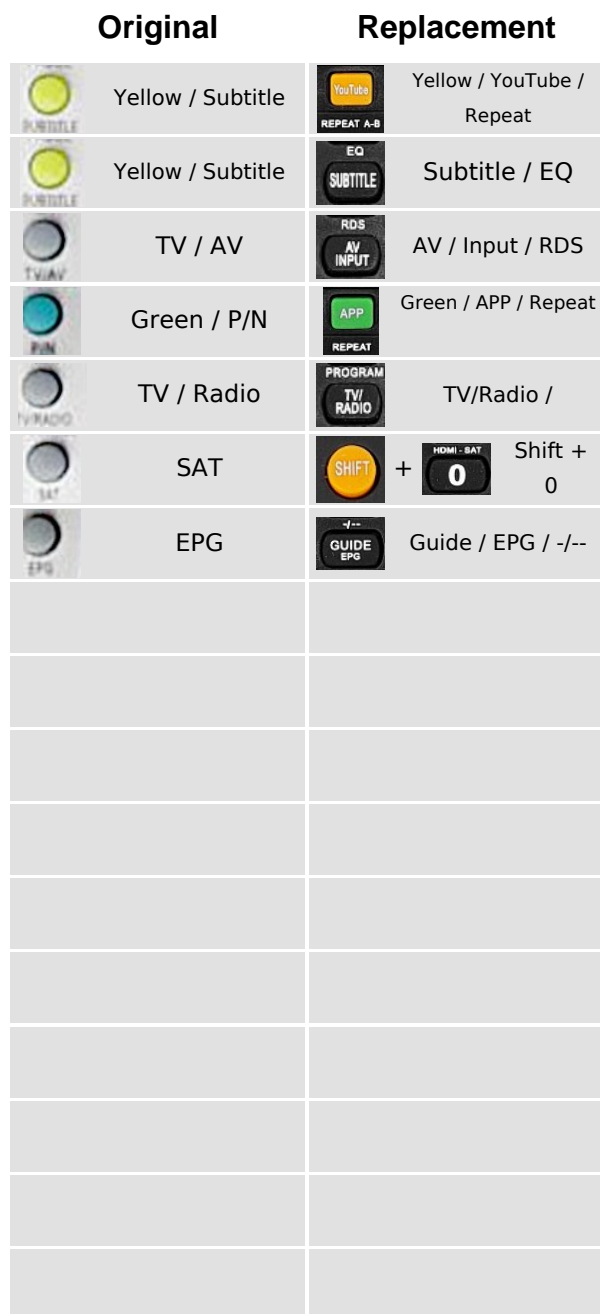 Original Replacement
SUBTITLE Yellow / Subtitle YouTube Yellow / YouTube /
REPEAT A-B Repeat
SUBTITLE Yellow / Subtitle EQ SUBTITLE Subtitle / EQ
TV/AV TV / AV RDS AV INPUT AV / Input / RDS
P/N Green / P/N APP REPEAT Green / APP / Repeat
TV/RADIO TV / Radio PROGRAM TV/ RADIO TV/Radio /
SAT SAT SHIFT + HDMI - SAT 0 Shift +
0
EPG EPG -/-- GUIDE EPG Guide / EPG / -/--